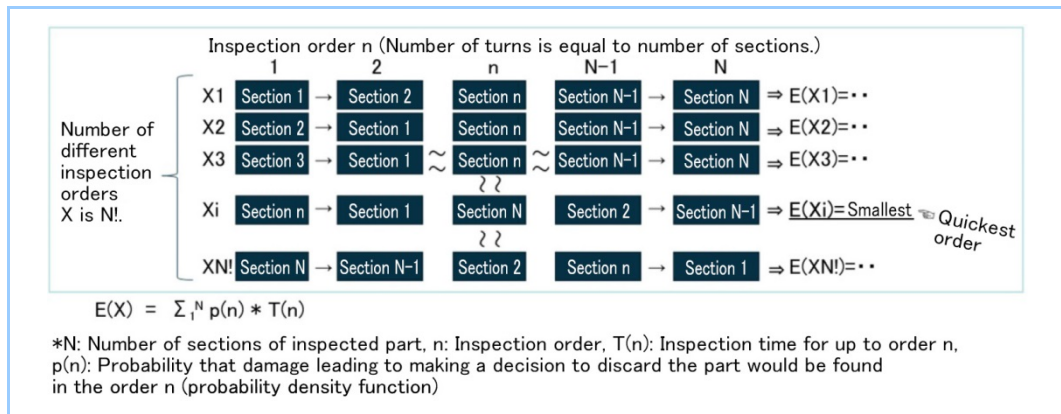 Inspection order n (Number of turns is equal to number of sections.)
1 2 n N-1 N
X1 Section 1 → Section 2 Section n Section N-1 → Section N ⇒ E(X1)=・・
X2 Section 2 → Section 1 Section n Section N-1 → Section N ⇒ E(X2)=・・
X3 Section 3 → Section 1 ≈ Section n ≈ Section N-1 → Section N ⇒ E(X3)=・・
Xi Section n → Section 1 Section N Section 2 → Section N-1 ⇒ E(Xi)=Smallest ☜ Quickest
order
XN! Section N → Section N-1 Section 2 Section n → Section 1 ⇒ E(XN!)=・・
Number of
different
inspection
orders
X is N!.
E(X) = Σ₁ᴺ p(n) * T(n)
*N: Number of sections of inspected part, n: Inspection order, T(n): Inspection time for up to order n,
p(n): Probability that damage leading to making a decision to discard the part would be found
in the order n (probability density function)